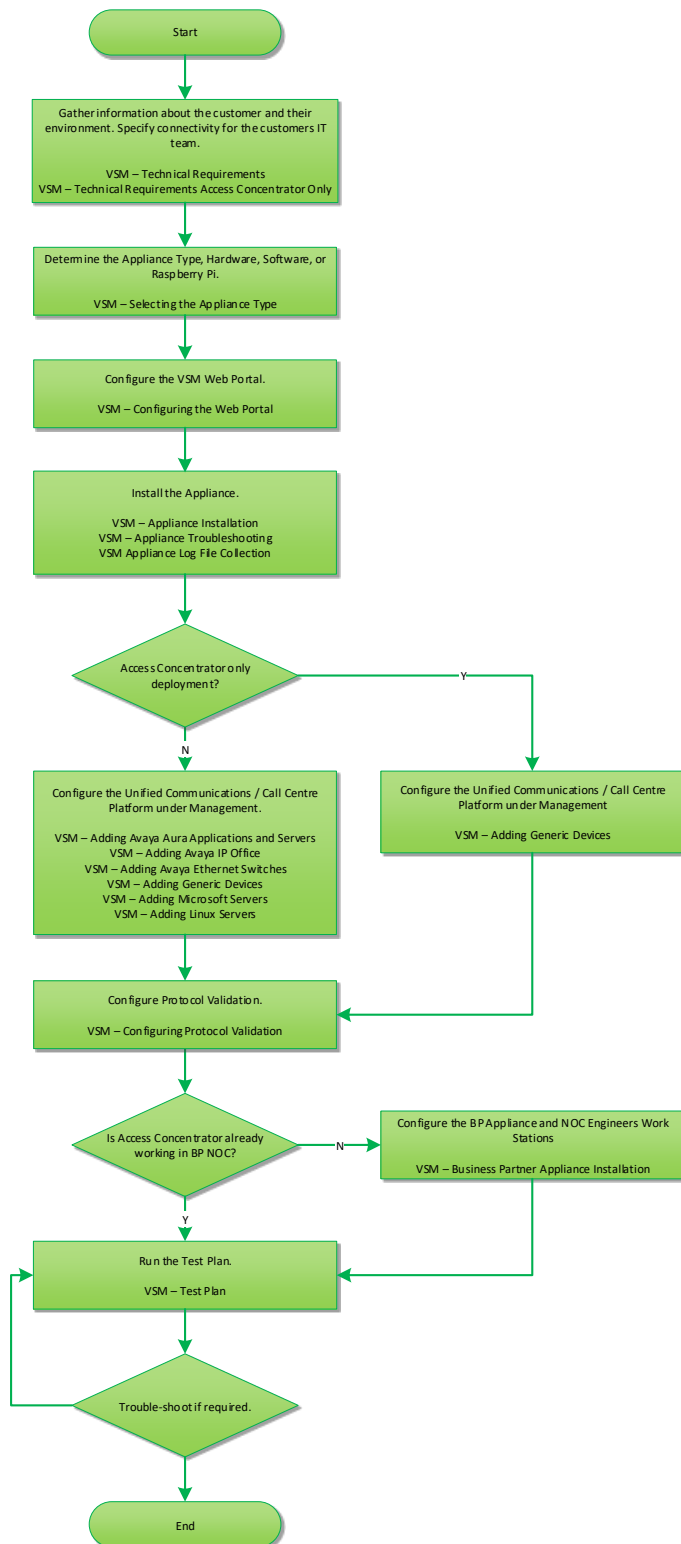 Start
Gather information about the customer and their
environment. Specify connectivity for the customers IT
team.
VSM – Technical Requirements
VSM – Technical Requirements Access Concentrator Only
Determine the Appliance Type, Hardware, Software, or
Raspberry Pi.
VSM – Selecting the Appliance Type
Configure the VSM Web Portal.
VSM – Configuring the Web Portal
Install the Appliance.
VSM – Appliance Installation
VSM – Appliance Troubleshooting
VSM Appliance Log File Collection
Access Concentrator only
deployment?
Y
N
Configure the Unified Communications / Call Centre
Platform under Management.
VSM – Adding Avaya Aura Applications and Servers
VSM – Adding Avaya IP Office
VSM – Adding Avaya Ethernet Switches
VSM – Adding Generic Devices
VSM – Adding Microsoft Servers
VSM – Adding Linux Servers
Configure the Unified Communications / Call Centre
Platform under Management
VSM – Adding Generic Devices
Configure Protocol Validation.
VSM – Configuring Protocol Validation
Is Access Concentrator already
working in BP NOC?
N
Configure the BP Appliance and NOC Engineers Work
Stations
VSM – Business Partner Appliance Installation
Y
Run the Test Plan.
VSM – Test Plan
Trouble-shoot if required.
End